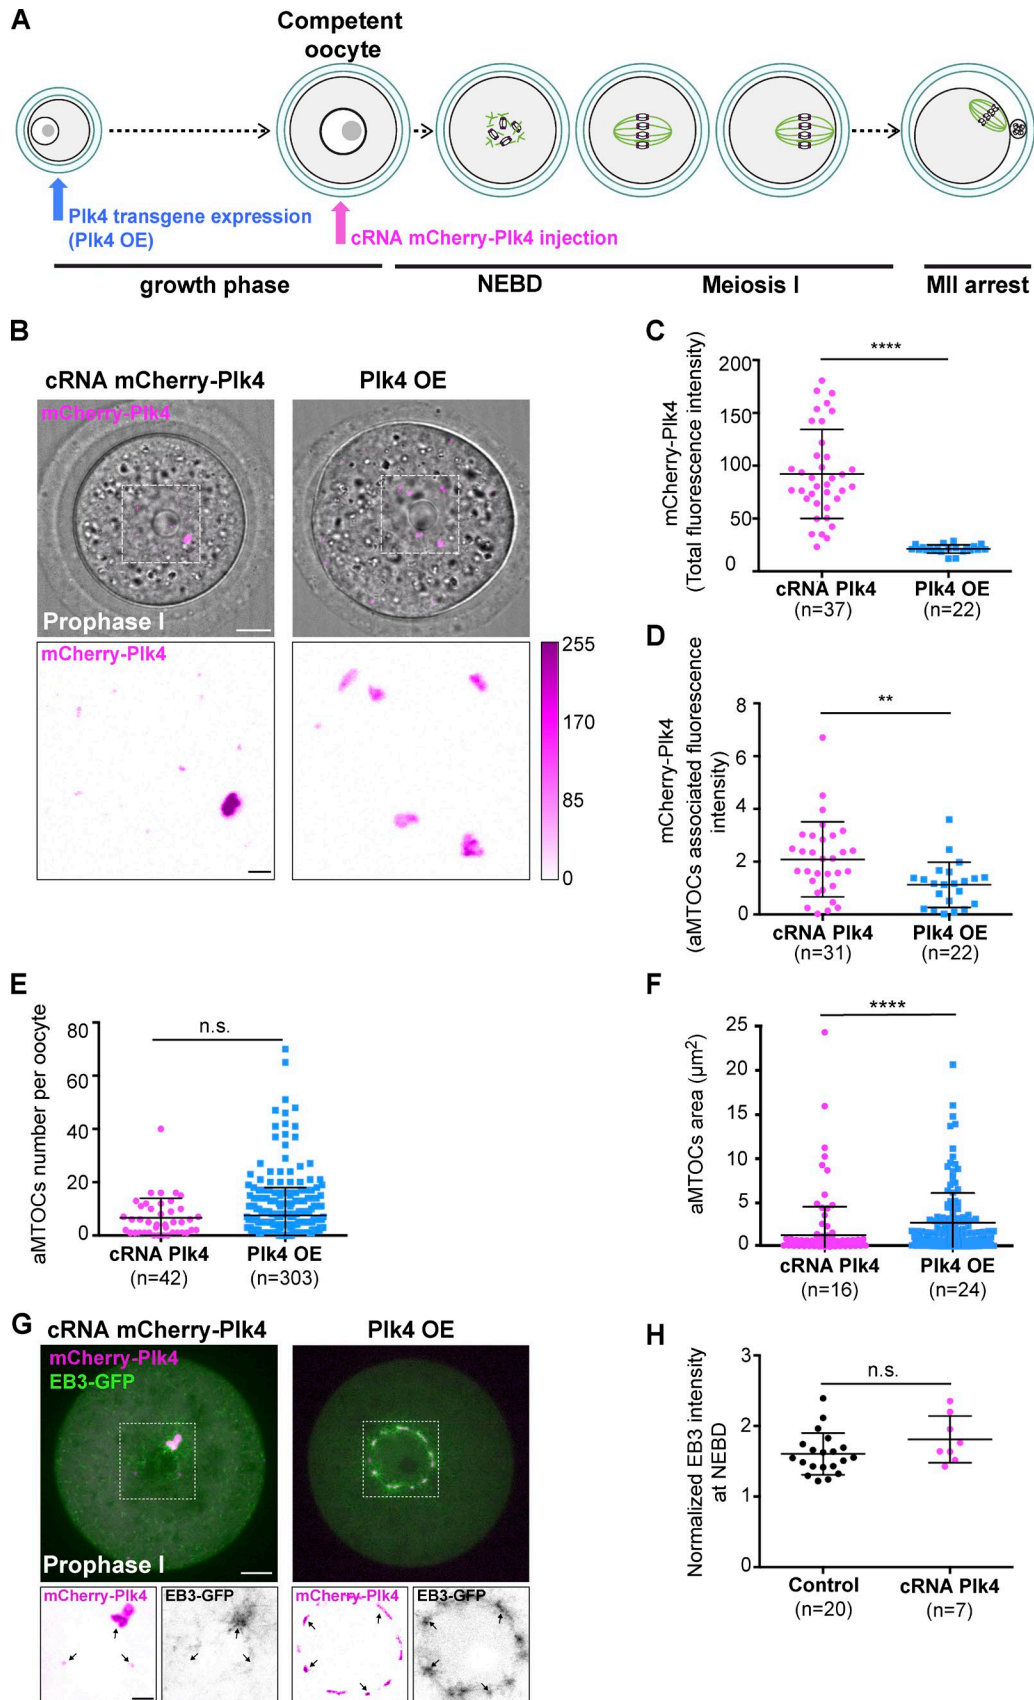 A
Competent
oocyte
Plk4 transgene expression
(Plk4 OE)
cRNA mCherry-Plk4 injection
growth phase
NEBD
Meiosis I
MII arrest
B
cRNA mCherry-Plk4
Plk4 OE
mCherry-Plk4
Prophase I
mCherry-Plk4
255
170
85
0
C
mCherry-Plk4
(Total fluorescence intensity)
200
150
100
50
0
****
cRNA Plk4
(n=37)
Plk4 OE
(n=22)
D
mCherry-Plk4
(aMTOCs associated fluorescence
intensity)
8
6
4
2
0
**
cRNA Plk4
(n=31)
Plk4 OE
(n=22)
E
aMTOCs number per oocyte
80
60
40
20
0
n.s.
cRNA Plk4
(n=42)
Plk4 OE
(n=303)
F
aMTOCs area (µm²)
25
20
15
10
5
0
****
cRNA Plk4
(n=16)
Plk4 OE
(n=24)
G
cRNA mCherry-Plk4
Plk4 OE
mCherry-Plk4
EB3-GFP
Prophase I
mCherry-Plk4
EB3-GFP
mCherry-Plk4
EB3-GFP
H
Normalized EB3 intensity
at NEBD
3
2
1
0
n.s.
Control
(n=20)
cRNA Plk4
(n=7)